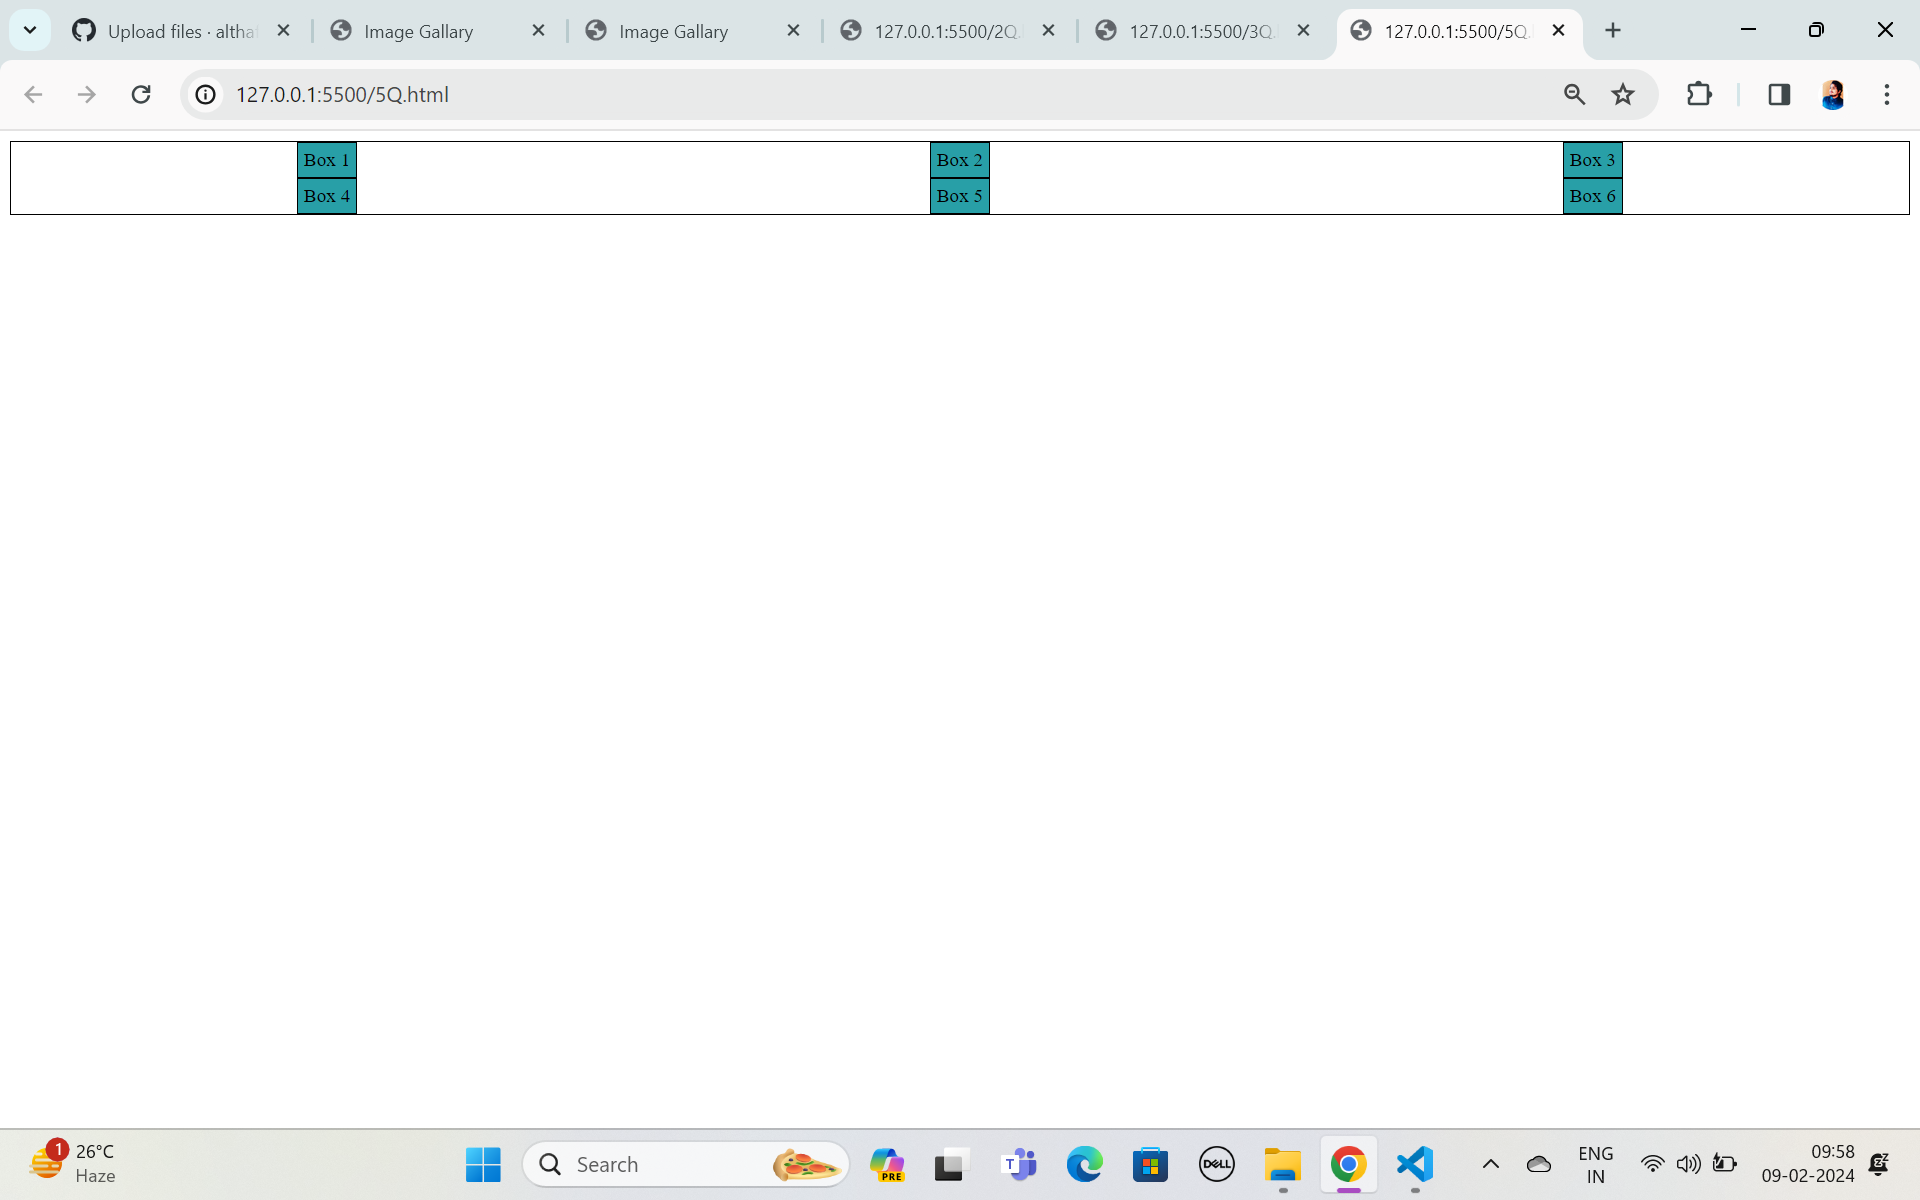 Upload files · altha
Image Gallary
Image Gallary
127.0.0.1:5500/2Q.
127.0.0.1:5500/3Q.
127.0.0.1:5500/5Q.
127.0.0.1:5500/5Q.html
Box 1 Box 2 Box 3
Box 4 Box 5 Box 6
1
26°C
Haze
Search
PRE
T
DELL
ENG
IN
09:58
09-02-2024